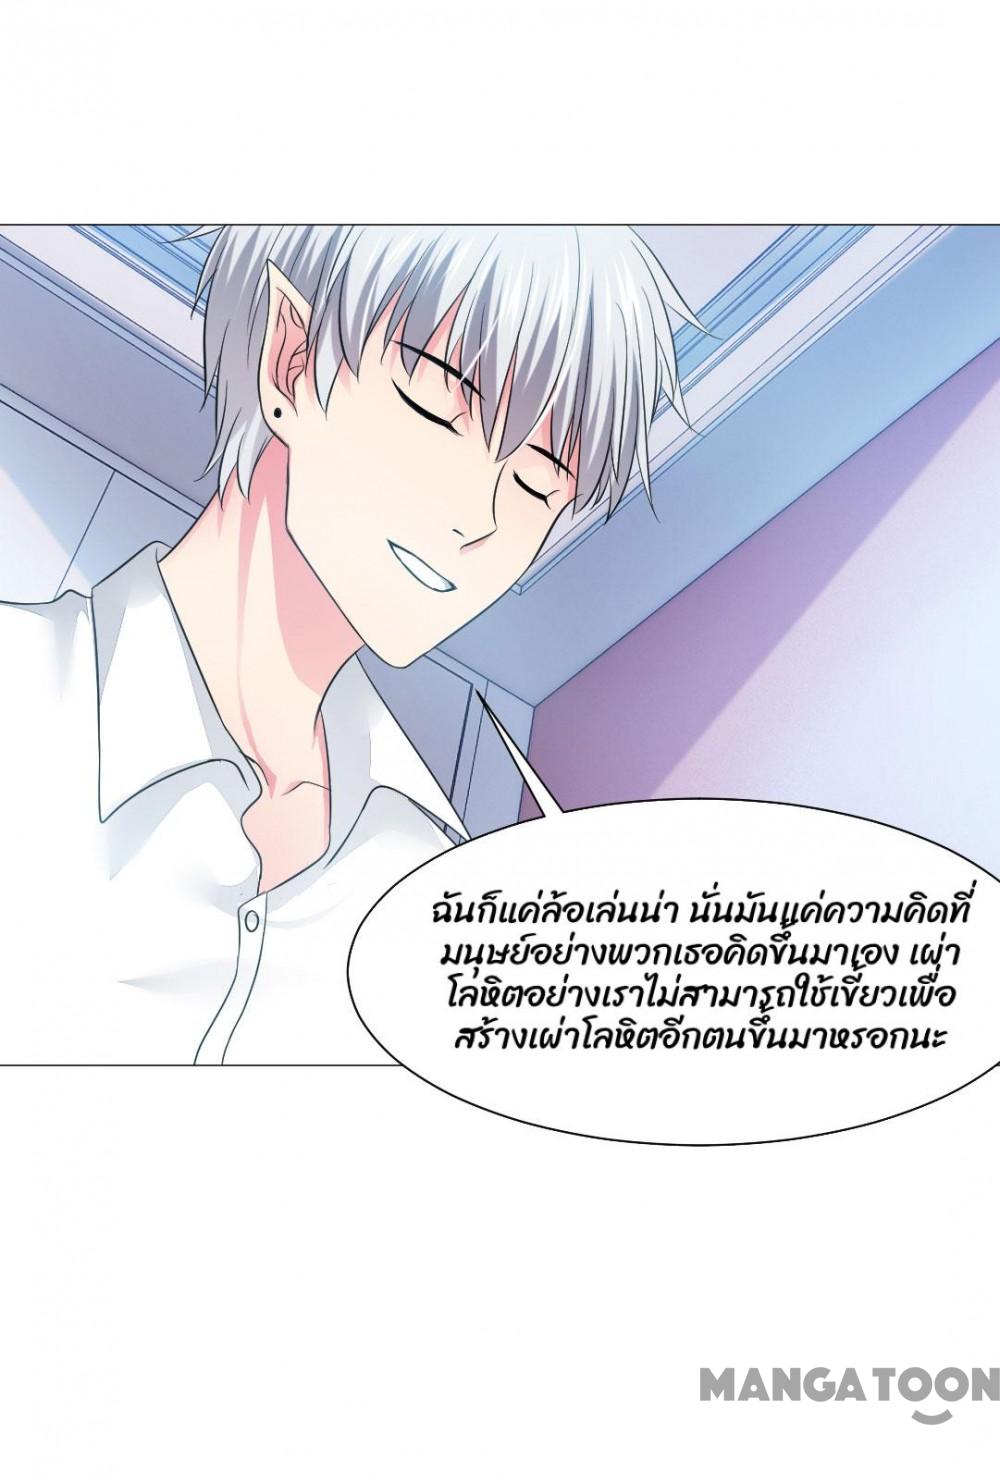 ฉันก็แค่ล้อเล่นน่า นั่นมันแค่ความคิดที่
มนุษย์อย่างพวกเธอคิดขึ้นมาเอง เผ่า
โลหิตอย่างเราไม่สามารถใช้เขี้ยวเพื่อ
สร้างเผ่าโลหิตอีกตนขึ้นมาหรอกนะ
MANGATOON